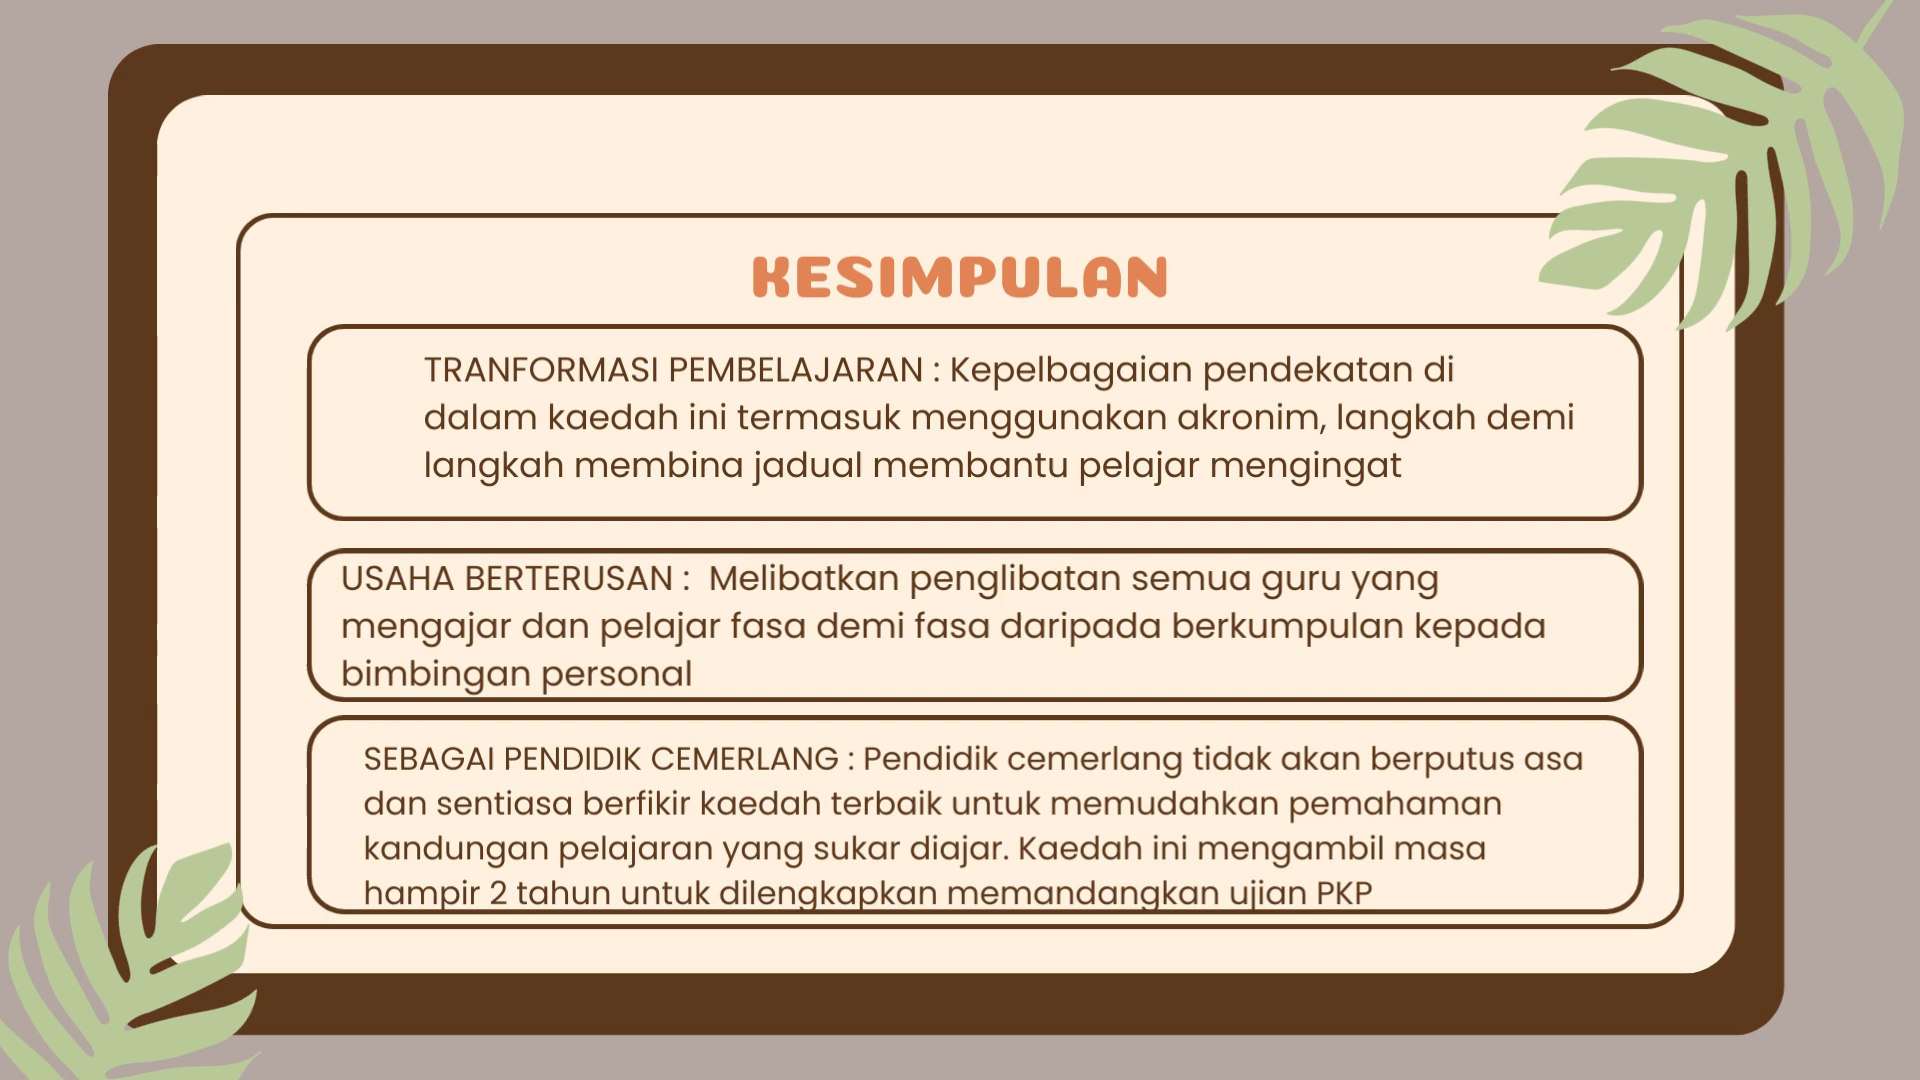 KESIMPULAN
TRANFORMASI PEMBELAJARAN : Kepelbagaian pendekatan di
dalam kaedah ini termasuk menggunakan akronim, langkah demi
langkah membina jadual membantu pelajar mengingat
USAHA BERTERUSAN :  Melibatkan penglibatan semua guru yang
mengajar dan pelajar fasa demi fasa daripada berkumpulan kepada
bimbingan personal
SEBAGAI PENDIDIK CEMERLANG : Pendidik cemerlang tidak akan berputus asa
dan sentiasa berfikir kaedah terbaik untuk memudahkan pemahaman
kandungan pelajaran yang sukar diajar. Kaedah ini mengambil masa
hampir 2 tahun untuk dilengkapkan memandangkan ujian PKP